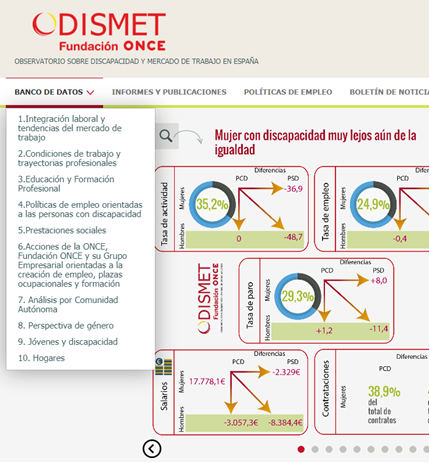 ODISMET
Fundación ONCE
OBSERVATORIO SOBRE DISCAPACIDAD Y MERCADO DE TRABAJO EN ESPAÑA
BANCO DE DATOS INFORMES Y PUBLICACIONES POLÍTICAS DE EMPLEO BOLETÍN DE
1.Integración laboral y
tendencias del mercado de
trabajo
2.Condiciones de trabajo y
trayectorias profesionales
3.Educación y Formación
Profesional
4.Políticas de empleo orientadas
a las personas con discapacidad
5.Prestaciones sociales
6.Acciones de la ONCE,
Fundación ONCE y su Grupo
Empresarial orientadas a la
creación de empleo, plazas
ocupacionales y formación
7. Análisis por Comunidad
Autónoma
8. Perspectiva de género
9. Jóvenes y discapacidad
10. Hogares
Mujer con discapacidad muy lejos aún de la
igualdad
Tasa de actividad
Mujeres
Hombres
Diferencias
PCD PSD
35,2%
-36,9
0
-48,7
Tasa de empleo
Mujeres
Hombres
PCD
24,9%
-0,4
ODISMET
Fundación ONCE
Tasa de paro
Mujeres
Hombres
Diferencias
PCD PSD
29,3%
+8,0
+1,2
-11,4
Salarios
Mujeres
Hombres
Diferencias
PCD PSD
17.778,1€
-2.329€
-3.057,3€
-8.384,4€
Contrataciones
Mujeres
Hombres
Diferencias
PCD
38,9%
del
total de
contratos